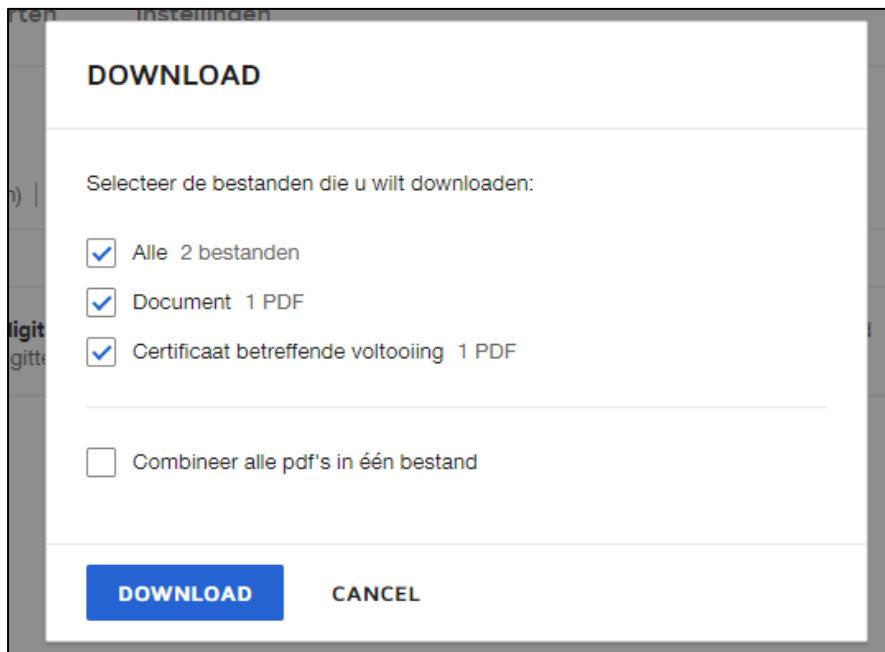 Instellingen
DOWNLOAD
Selecteer de bestanden die u wilt downloaden:
Alle 2 bestanden
Document 1 PDF
Certificaat betreffende voltooiing 1 PDF
Combineer alle pdf's in één bestand
DOWNLOAD CANCEL